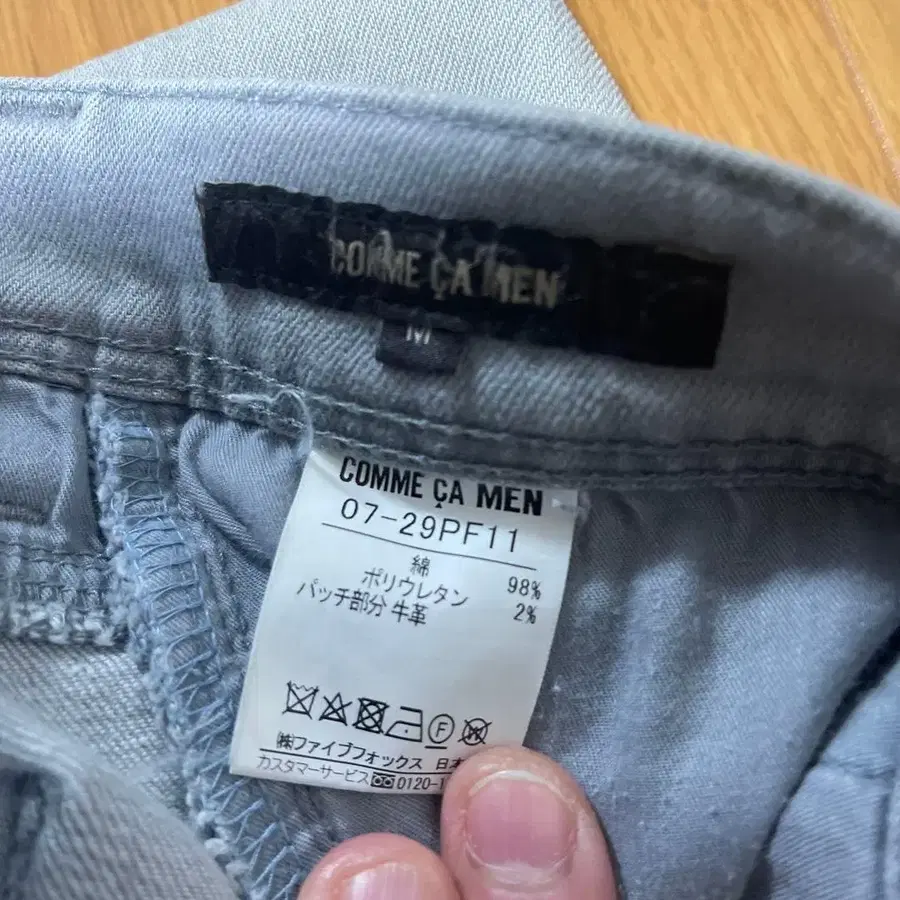 COMME ÇA MEN
M
COMME ÇA MEN
07-29PF11
綿 98%
ポリウレタン 2%
パッチ部分 牛革
F
㈱ファイブフォックス 日本
カスタマーサービス 0120-1